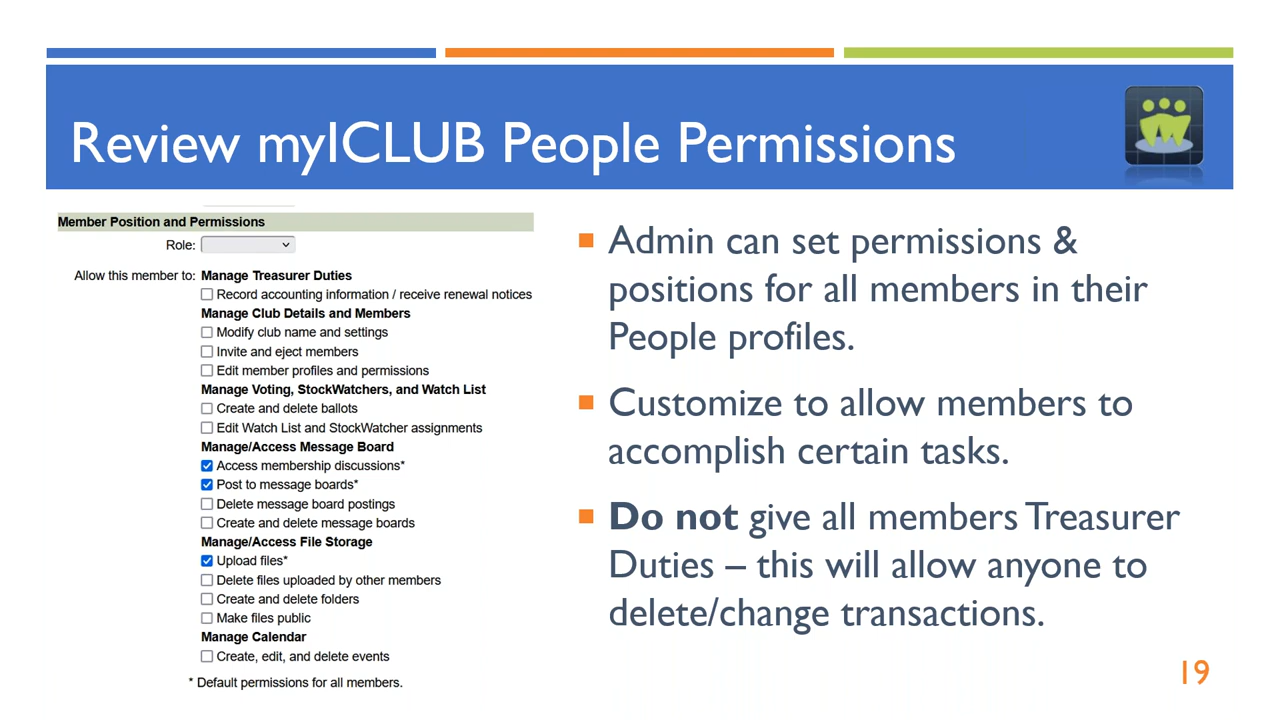 Review myICLUB People Permissions
Member Position and Permissions
Role:
Allow this member to: Manage Treasurer Duties
Record accounting information / receive renewal notices
Manage Club Details and Members
Modify club name and settings
Invite and eject members
Edit member profiles and permissions
Manage Voting, StockWatchers, and Watch List
Create and delete ballots
Edit Watch List and StockWatcher assignments
Manage/Access Message Board
Access membership discussions*
Post to message boards*
Delete message board postings
Create and delete message boards
Manage/Access File Storage
Upload files*
Delete files uploaded by other members
Create and delete folders
Make files public
Manage Calendar
Create, edit, and delete events
* Default permissions for all members.
Admin can set permissions &
positions for all members in their
People profiles.
Customize to allow members to
accomplish certain tasks.
Do not give all members Treasurer
Duties – this will allow anyone to
delete/change transactions.
19